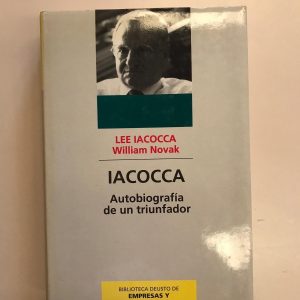 LEE IACOCCA
William Novak
IACOCCA
Autobiografía
de un triunfador
BIBLIOTECA DEUSTO DE
EMPRESAS Y